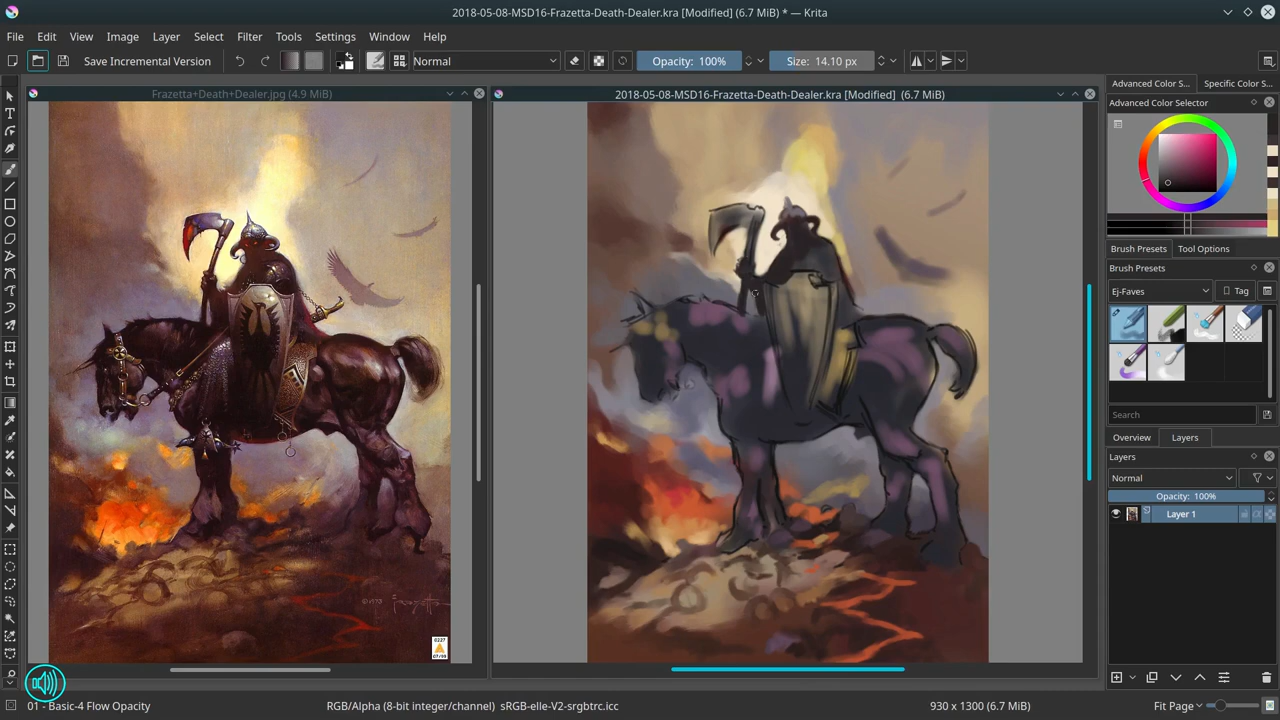 2018-05-08-MSD16-Frazetta-Death-Dealer.kra [Modified] (6.7 MiB) * — Krita
File Edit View Image Layer Select Filter Tools Settings Window Help
Save Incremental Version Normal Opacity: 100% Size: 14.10 px
Frazetta+Death+Dealer.jpg (4.9 MiB)
2018-05-08-MSD16-Frazetta-Death-Dealer.kra [Modified] (6.7 MiB)
Advanced Color S... Specific Color S...
Advanced Color Selector
Brush Presets Tool Options
Brush Presets
Ej-Faves Tag
Search
Overview Layers
Layers
Normal
Opacity: 100%
Layer 1
01 - Basic-4 Flow Opacity RGB/Alpha (8-bit integer/channel) sRGB-elle-V2-srgbtrc.icc 930 x 1300 (6.7 MiB) Fit Page